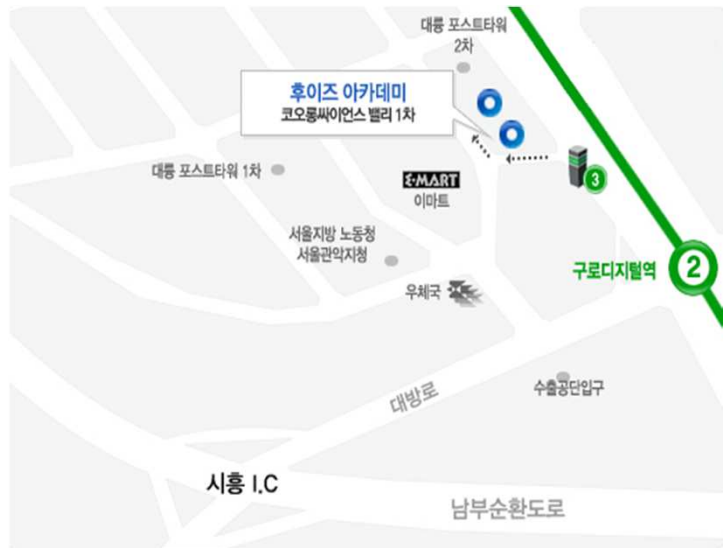 대륭 포스트타워
2차
후이즈 아카데미
코오롱싸이언스 밸리 1차
3
대륭 포스트타워 1차
E·MART
이마트
서울지방 노동청
서울관악지청
구로디지털역
2
우체국
수출공단입구
대방로
시흥 I.C
남부순환도로